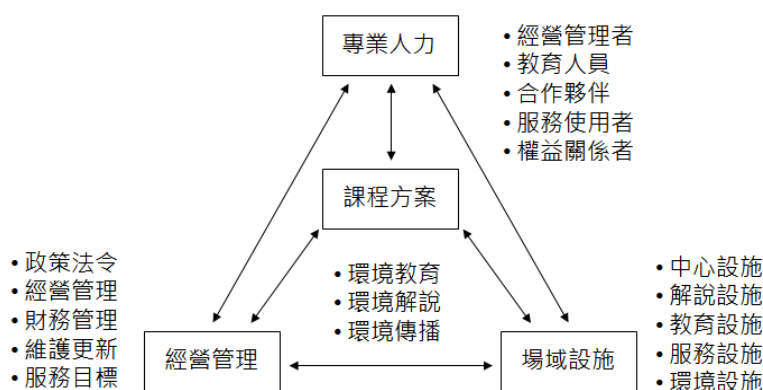 專業人力
• 經營管理者
• 教育人員
• 合作夥伴
• 服務使用者
• 權益關係者
課程方案
• 環境教育
• 環境解說
• 環境傳播
• 政策法令
• 經營管理
• 財務管理
• 維護更新
• 服務目標
經營管理
場域設施
• 中心設施
• 解說設施
• 教育設施
• 服務設施
• 環境設施